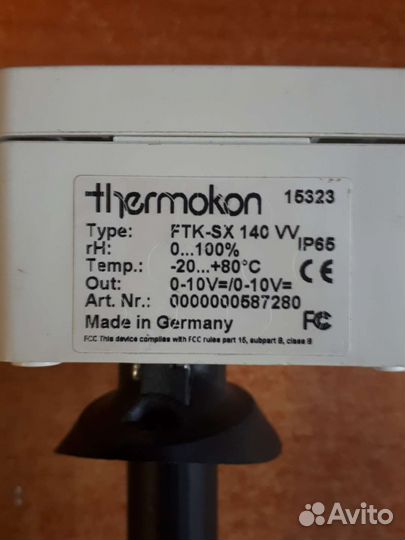 thermokon 15323
Type: FTK-SX 140 VV
rH: 0...100% IP65
Temp.: -20...+80°C CE
Out: 0-10V=/0-10V=
Art. Nr.: 0000000587280
Made in Germany FC
FCC This device complies with FCC rules part 15, subpart B, class B
Avito